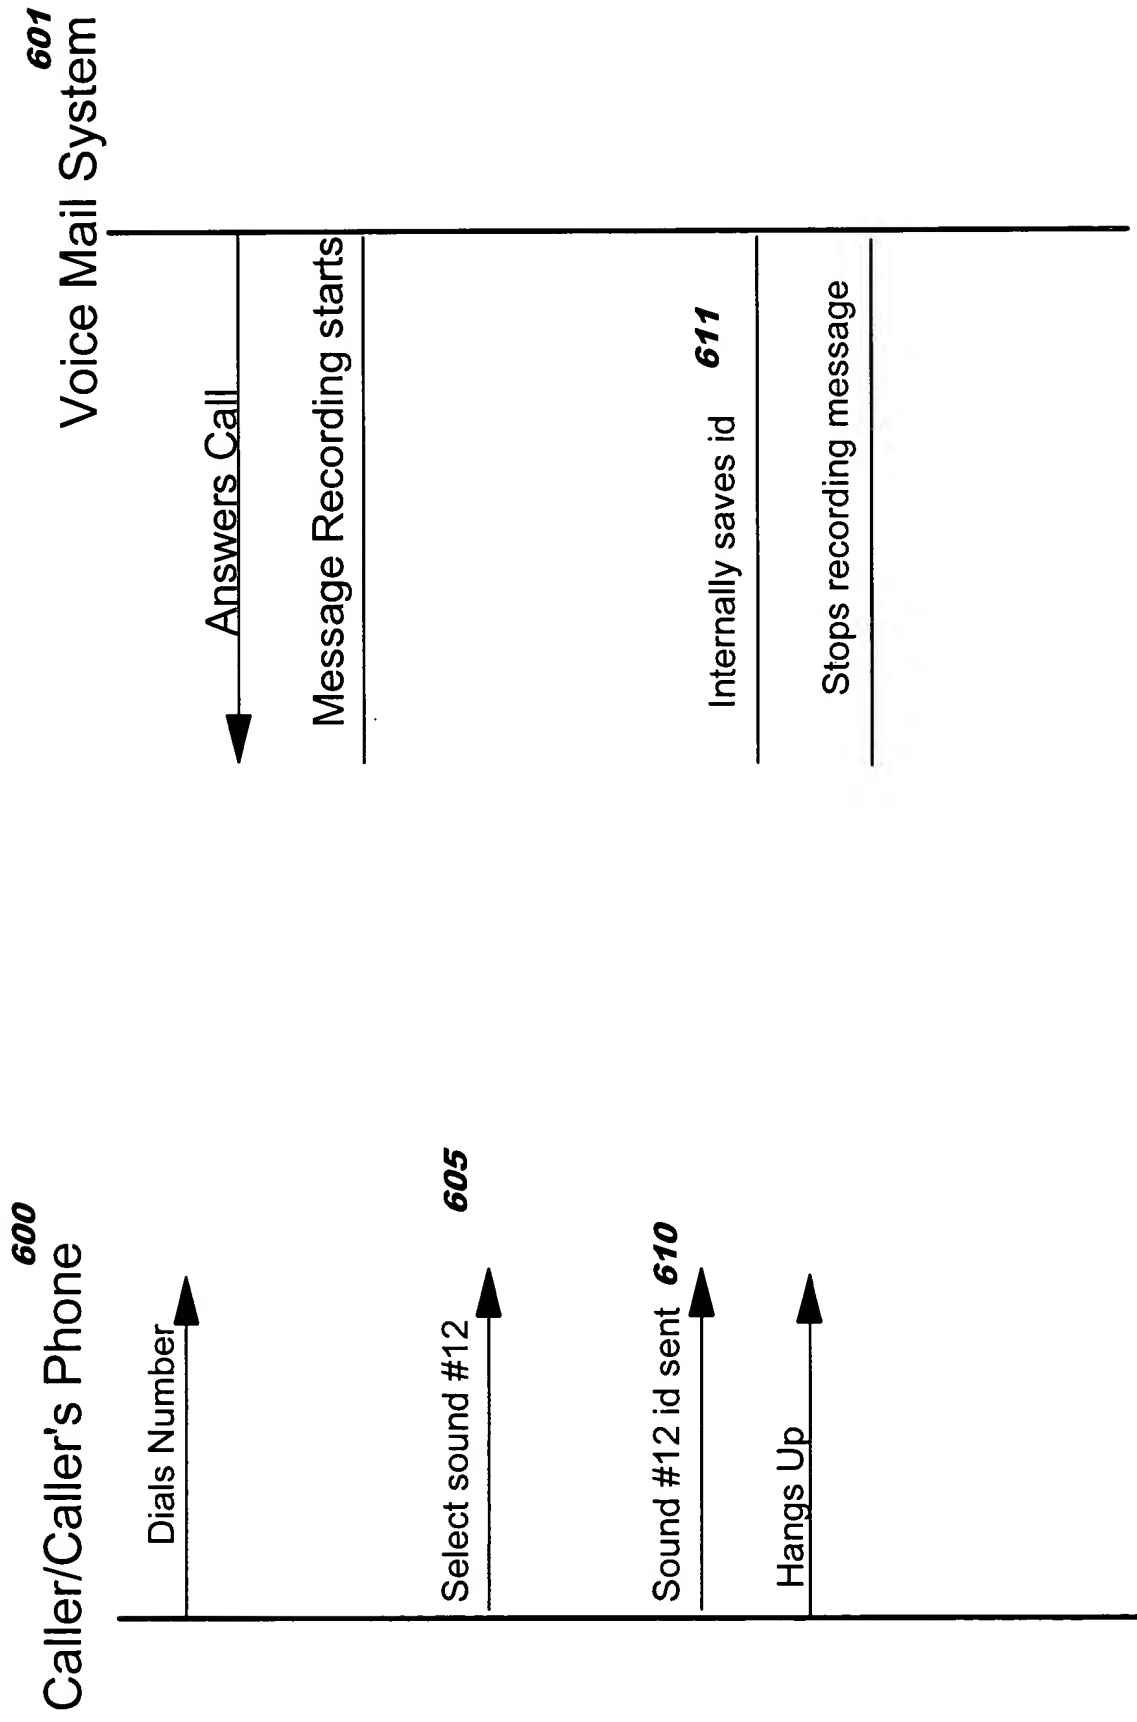 600
Caller/Caller's Phone
601
Voice Mail System
Dials Number
Answers Call
Message Recording starts
Select sound #12 605
Sound #12 id sent 610
Internally saves id 611
Hangs Up
Stops recording message